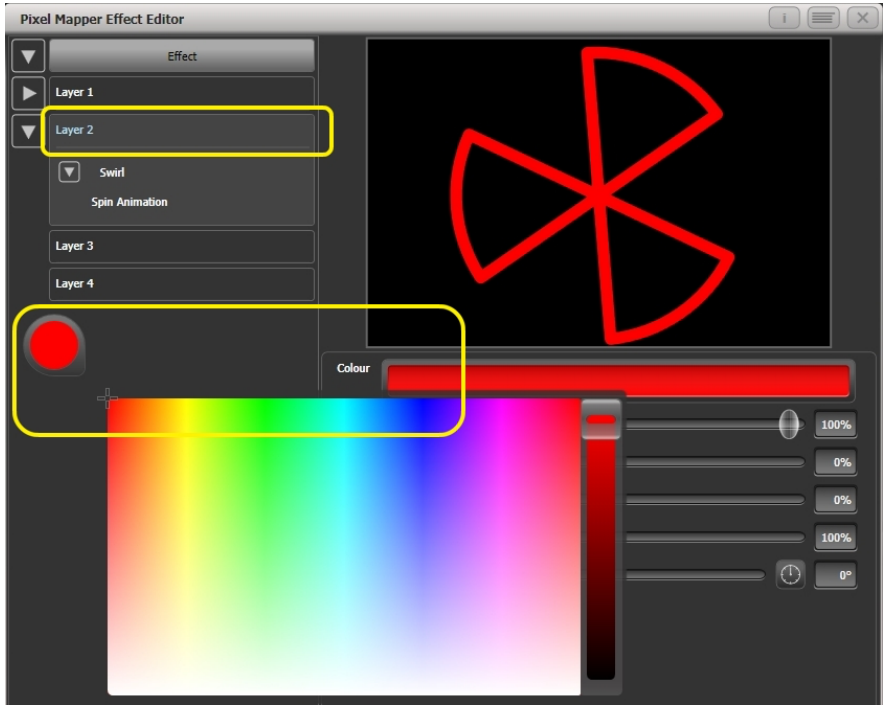 Pixel Mapper Effect Editor
i
Effect
Layer 1
Layer 2
Swirl
Spin Animation
Layer 3
Layer 4
Colour
100%
0%
0%
100%
0°